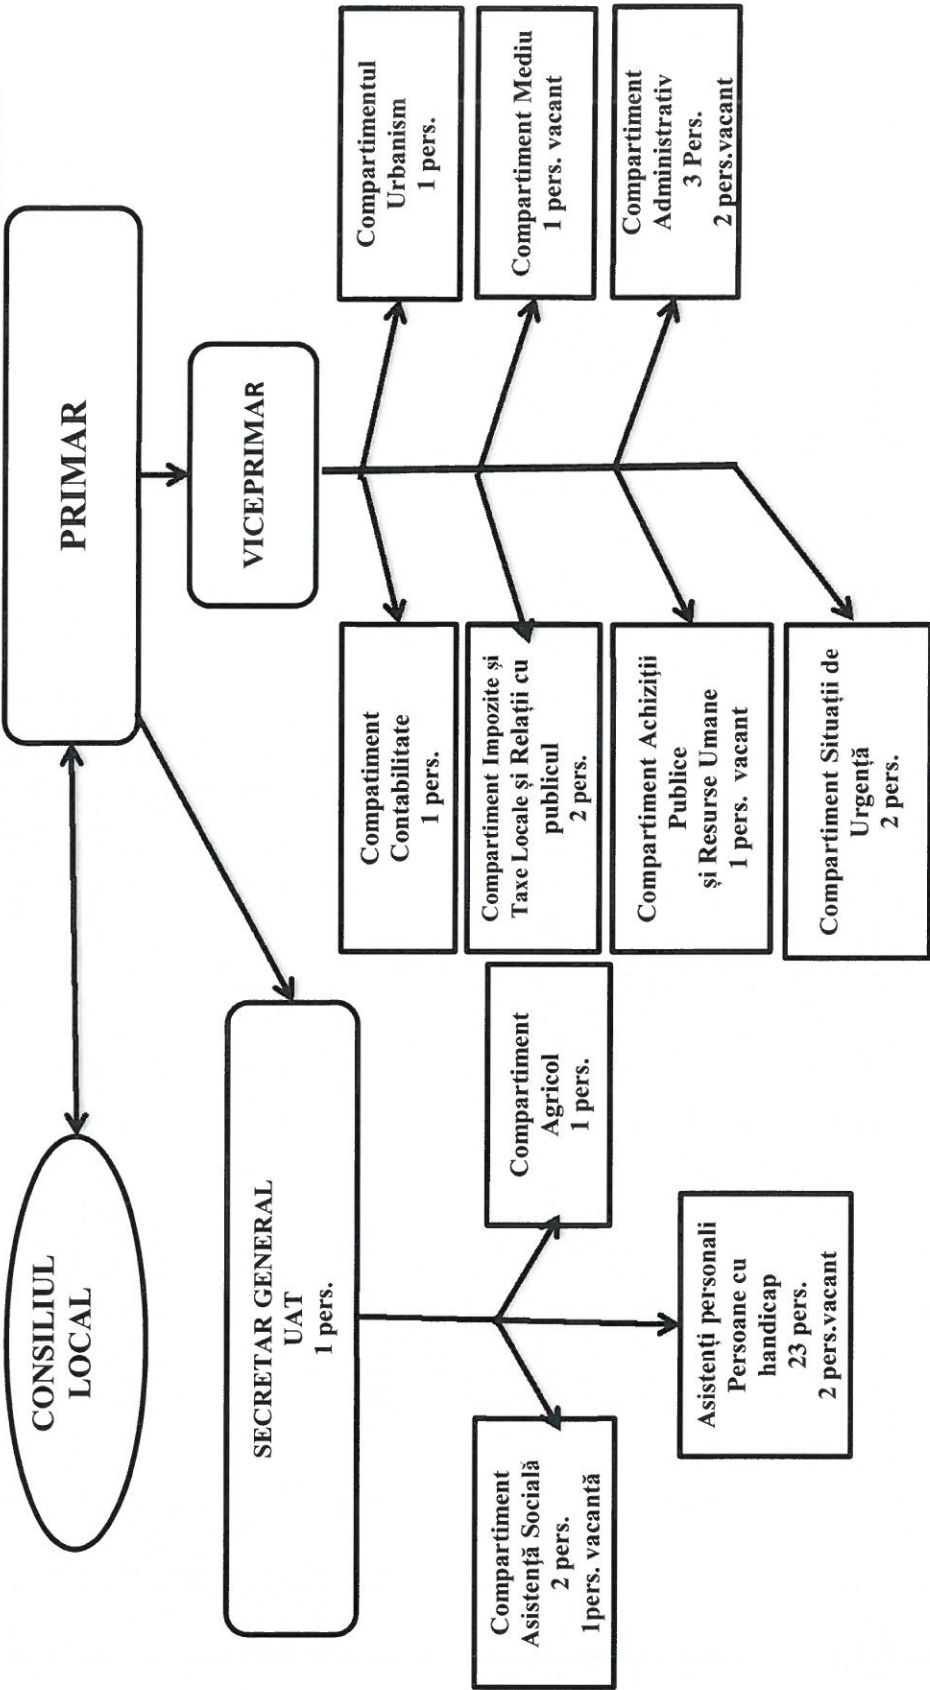 CONSILIUL
LOCAL
PRIMAR
VICEPRIMAR
SECRETAR GENERAL
UAT
1 pers.
Compartiment
Asistență Socială
2 pers.
1pers. vacantă
Asistenți personali
Persoane cu
handicap
23 pers.
2 pers.vacant
Compartiment
Agricol
1 pers.
Compatiment
Contabilitate
1 pers.
Compartiment Impozite și
Taxe Locale și Relații cu
publicul
2 pers.
Compartiment Achiziții
Publice
și Resurse Umane
1 pers. vacant
Compartiment Situații de
Urgență
2 pers.
Compartimentul
Urbanism
1 pers.
Compartiment Mediu
1 pers. vacant
Compartiment
Administrativ
3 Pers.
2 pers.vacant